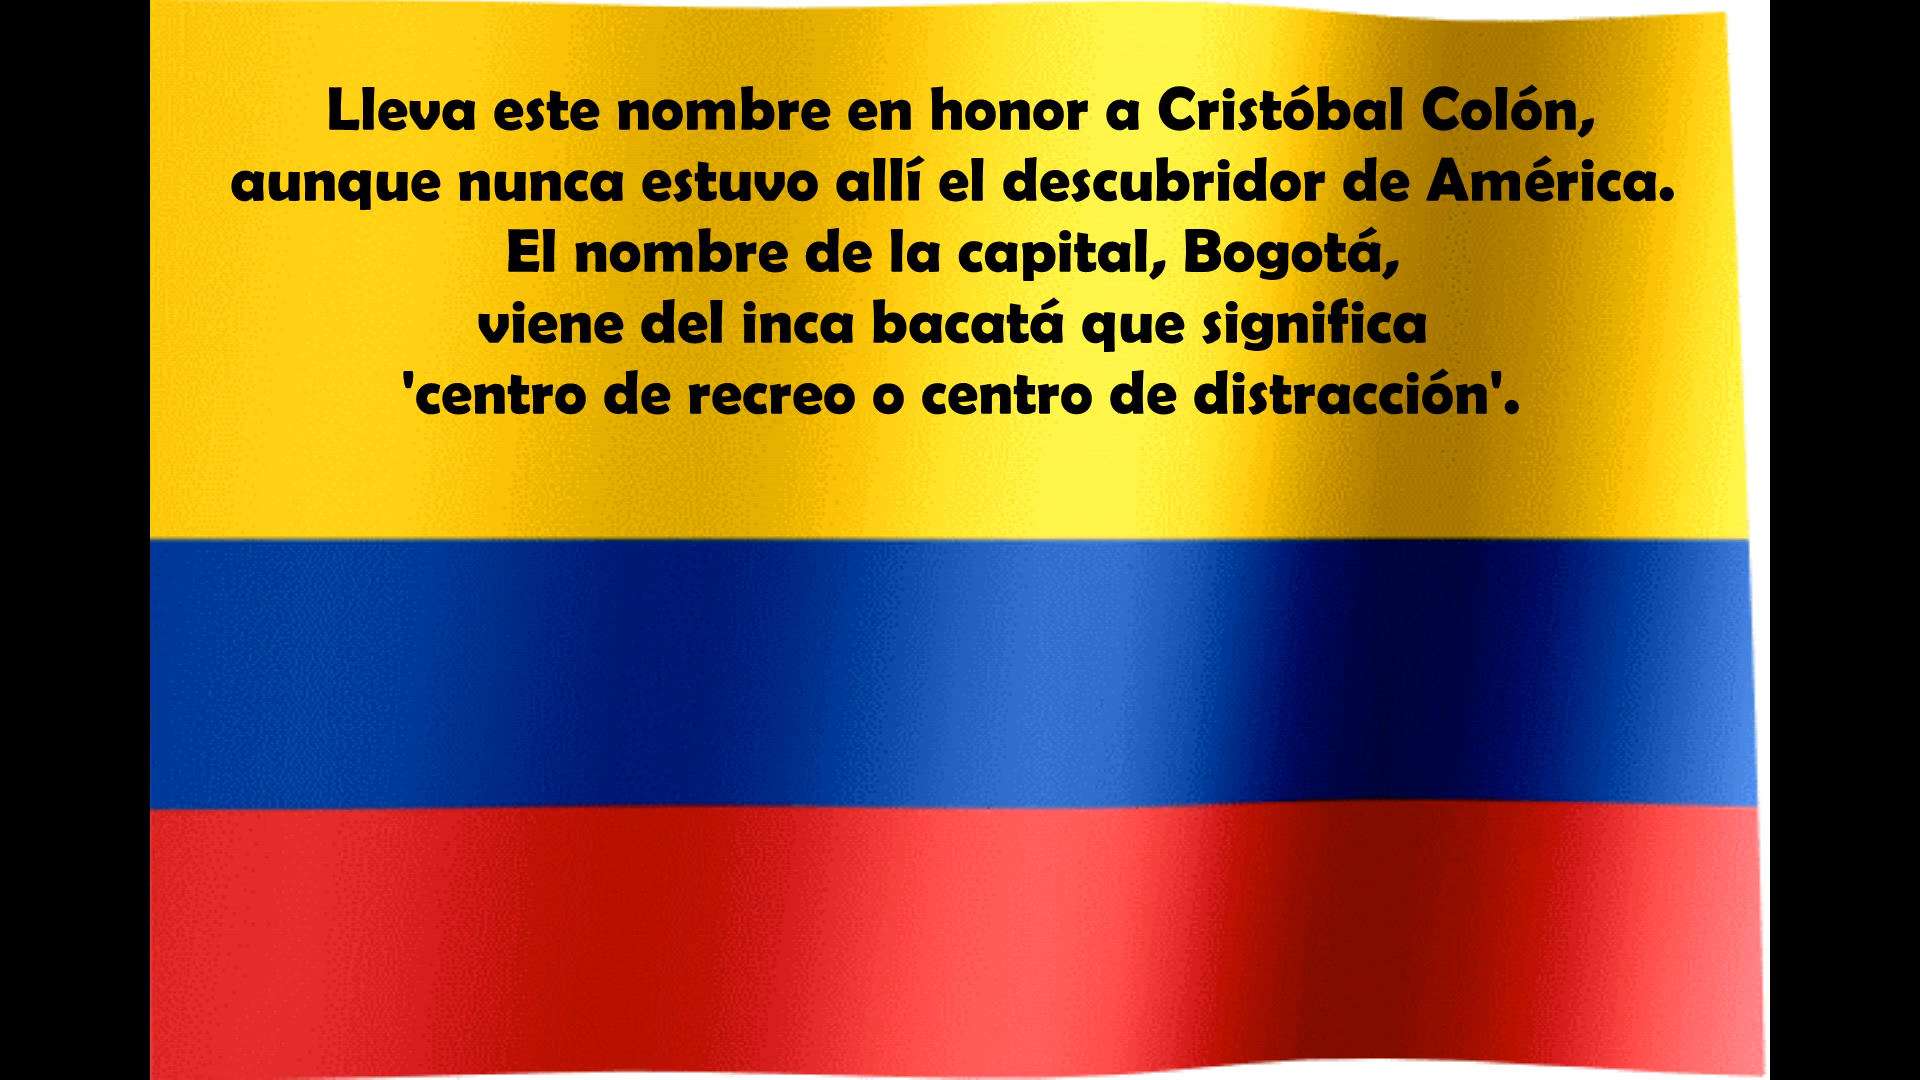 Lleva este nombre en honor a Cristóbal Colón,
aunque nunca estuvo allí el descubridor de América.
El nombre de la capital, Bogotá,
viene del inca bacatá que significa
'centro de recreo o centro de distracción'.